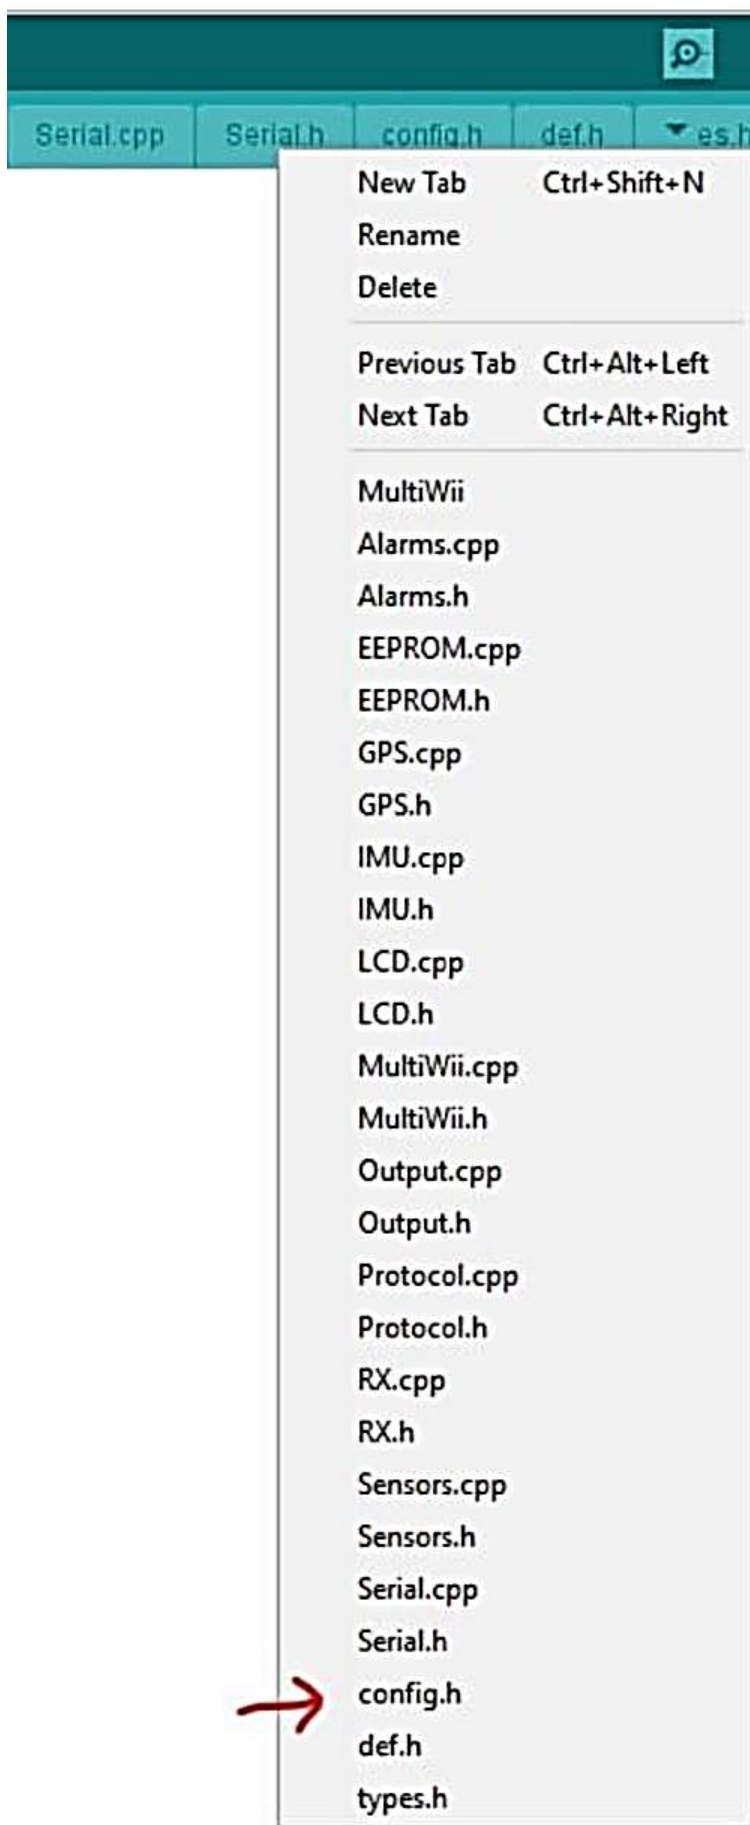 Serial.cpp Serial.h config.h def.h es.h
New Tab Ctrl+Shift+N
Rename
Delete
Previous Tab Ctrl+Alt+Left
Next Tab Ctrl+Alt+Right
MultiWii
Alarms.cpp
Alarms.h
EEPROM.cpp
EEPROM.h
GPS.cpp
GPS.h
IMU.cpp
IMU.h
LCD.cpp
LCD.h
MultiWii.cpp
MultiWii.h
Output.cpp
Output.h
Protocol.cpp
Protocol.h
RX.cpp
RX.h
Sensors.cpp
Sensors.h
Serial.cpp
Serial.h
config.h
def.h
types.h